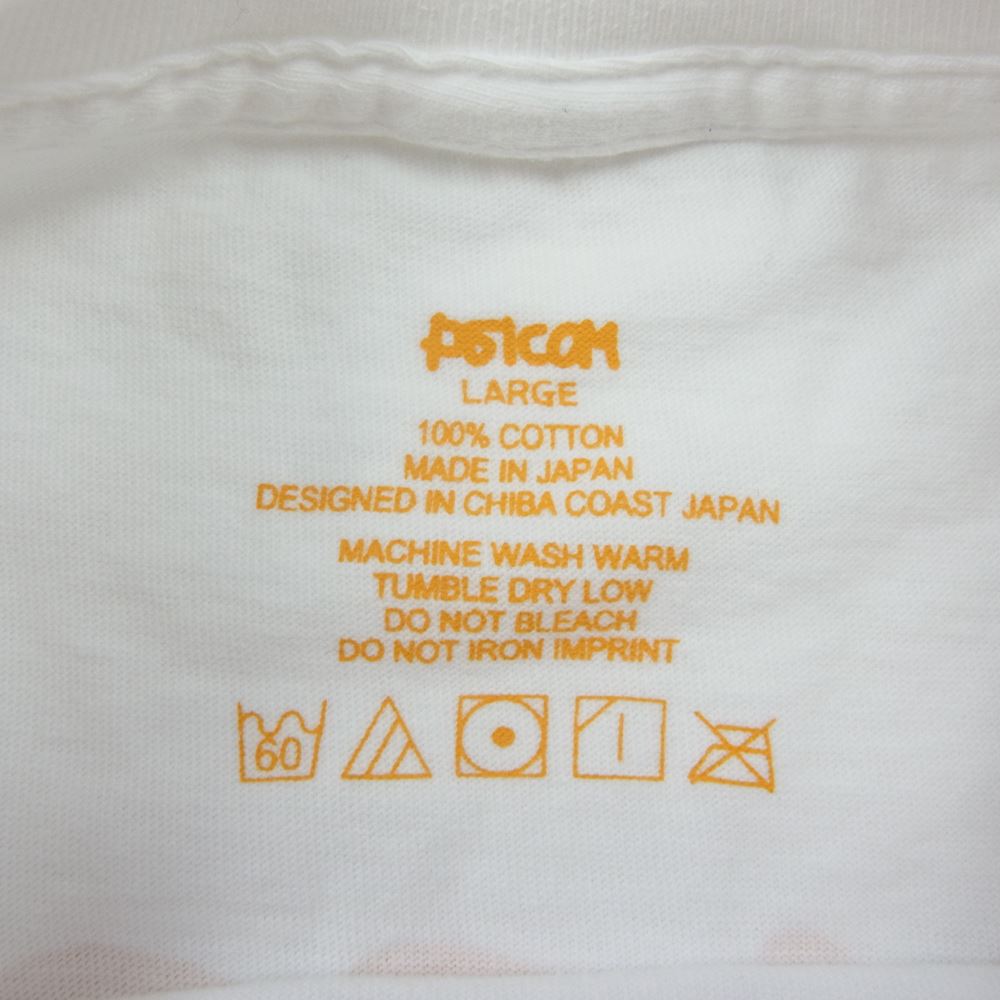 PSICOM
LARGE
100% COTTON
MADE IN JAPAN
DESIGNED IN CHIBA COAST JAPAN
MACHINE WASH WARM
TUMBLE DRY LOW
DO NOT BLEACH
DO NOT IRON IMPRINT
60